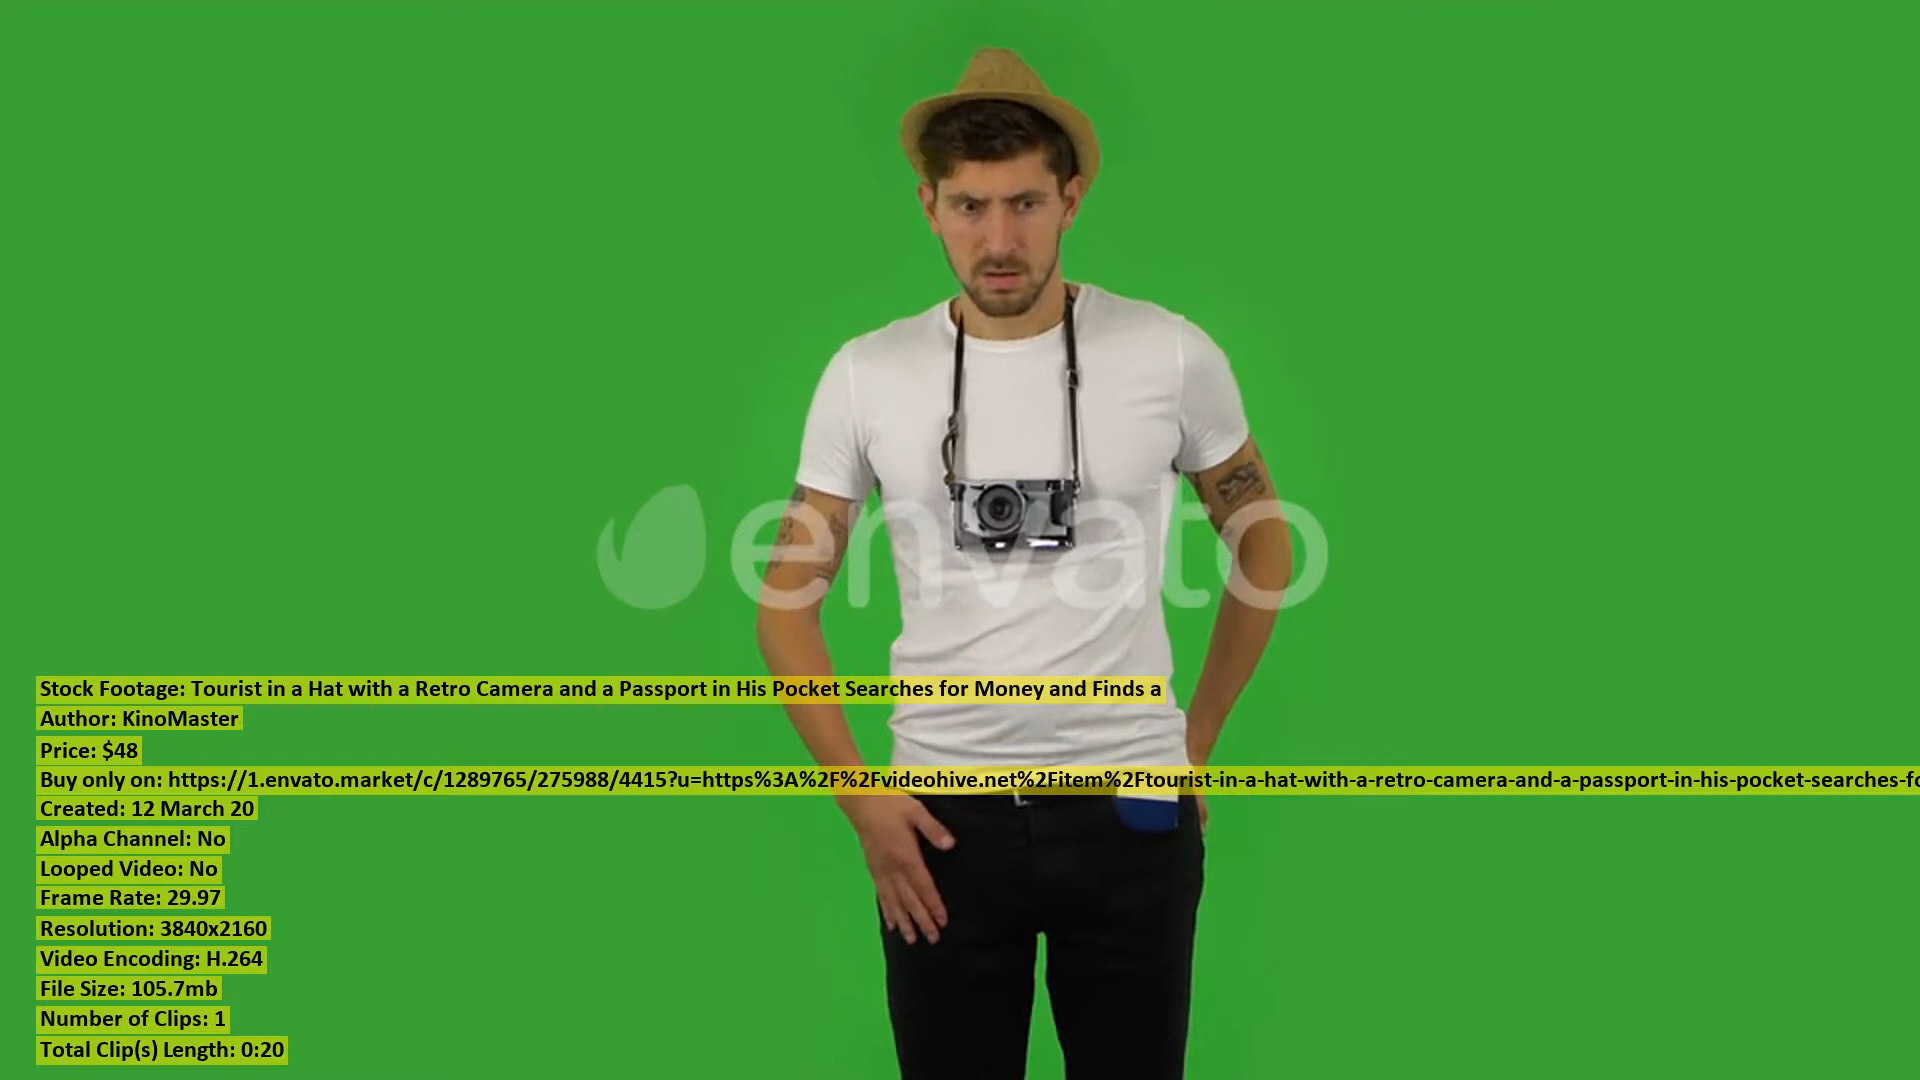 envato
Stock Footage: Tourist in a Hat with a Retro Camera and a Passport in His Pocket Searches for Money and Finds a
Author: KinoMaster
Price: $48
Buy only on: https://1.envato.market/c/1289765/275988/4415?u=https%3A%2F%2Fvideohive.net%2Fitem%2Ftourist-in-a-hat-with-a-retro-camera-and-a-passport-in-his-pocket-searches-fo
Created: 12 March 20
Alpha Channel: No
Looped Video: No
Frame Rate: 29.97
Resolution: 3840x2160
Video Encoding: H.264
File Size: 105.7mb
Number of Clips: 1
Total Clip(s) Length: 0:20